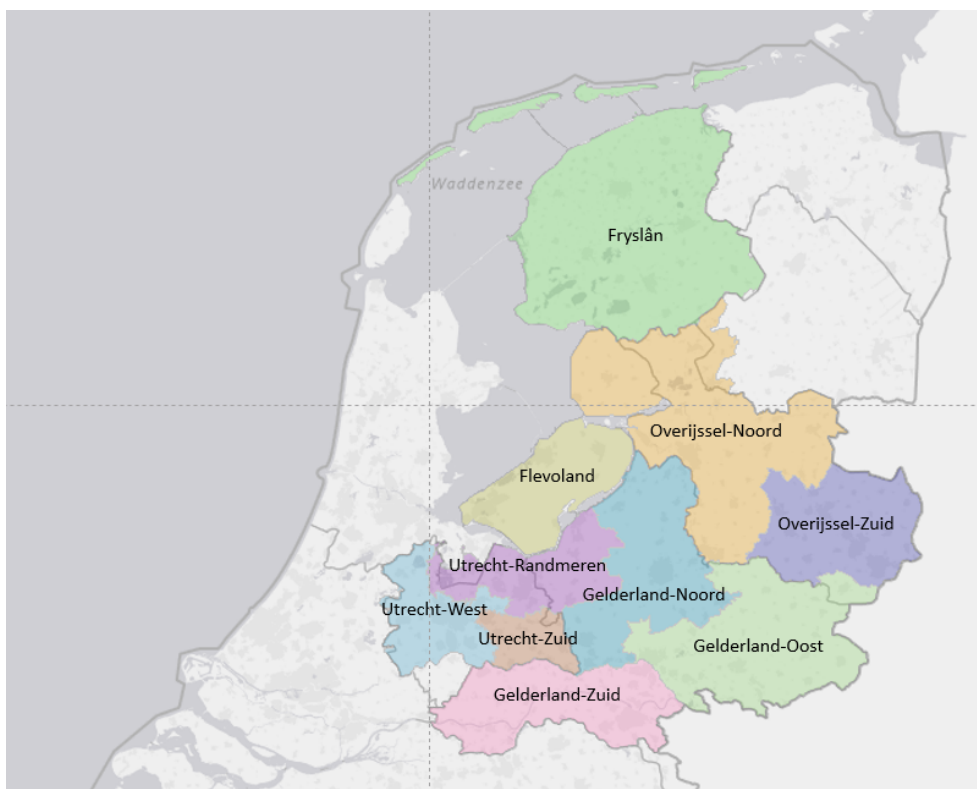 Waddenzee
Fryslân
Overijssel-Noord
Flevoland
Overijssel-Zuid
Utrecht-Randmeren
Gelderland-Noord
Utrecht-West
Utrecht-Zuid
Gelderland-Oost
Gelderland-Zuid